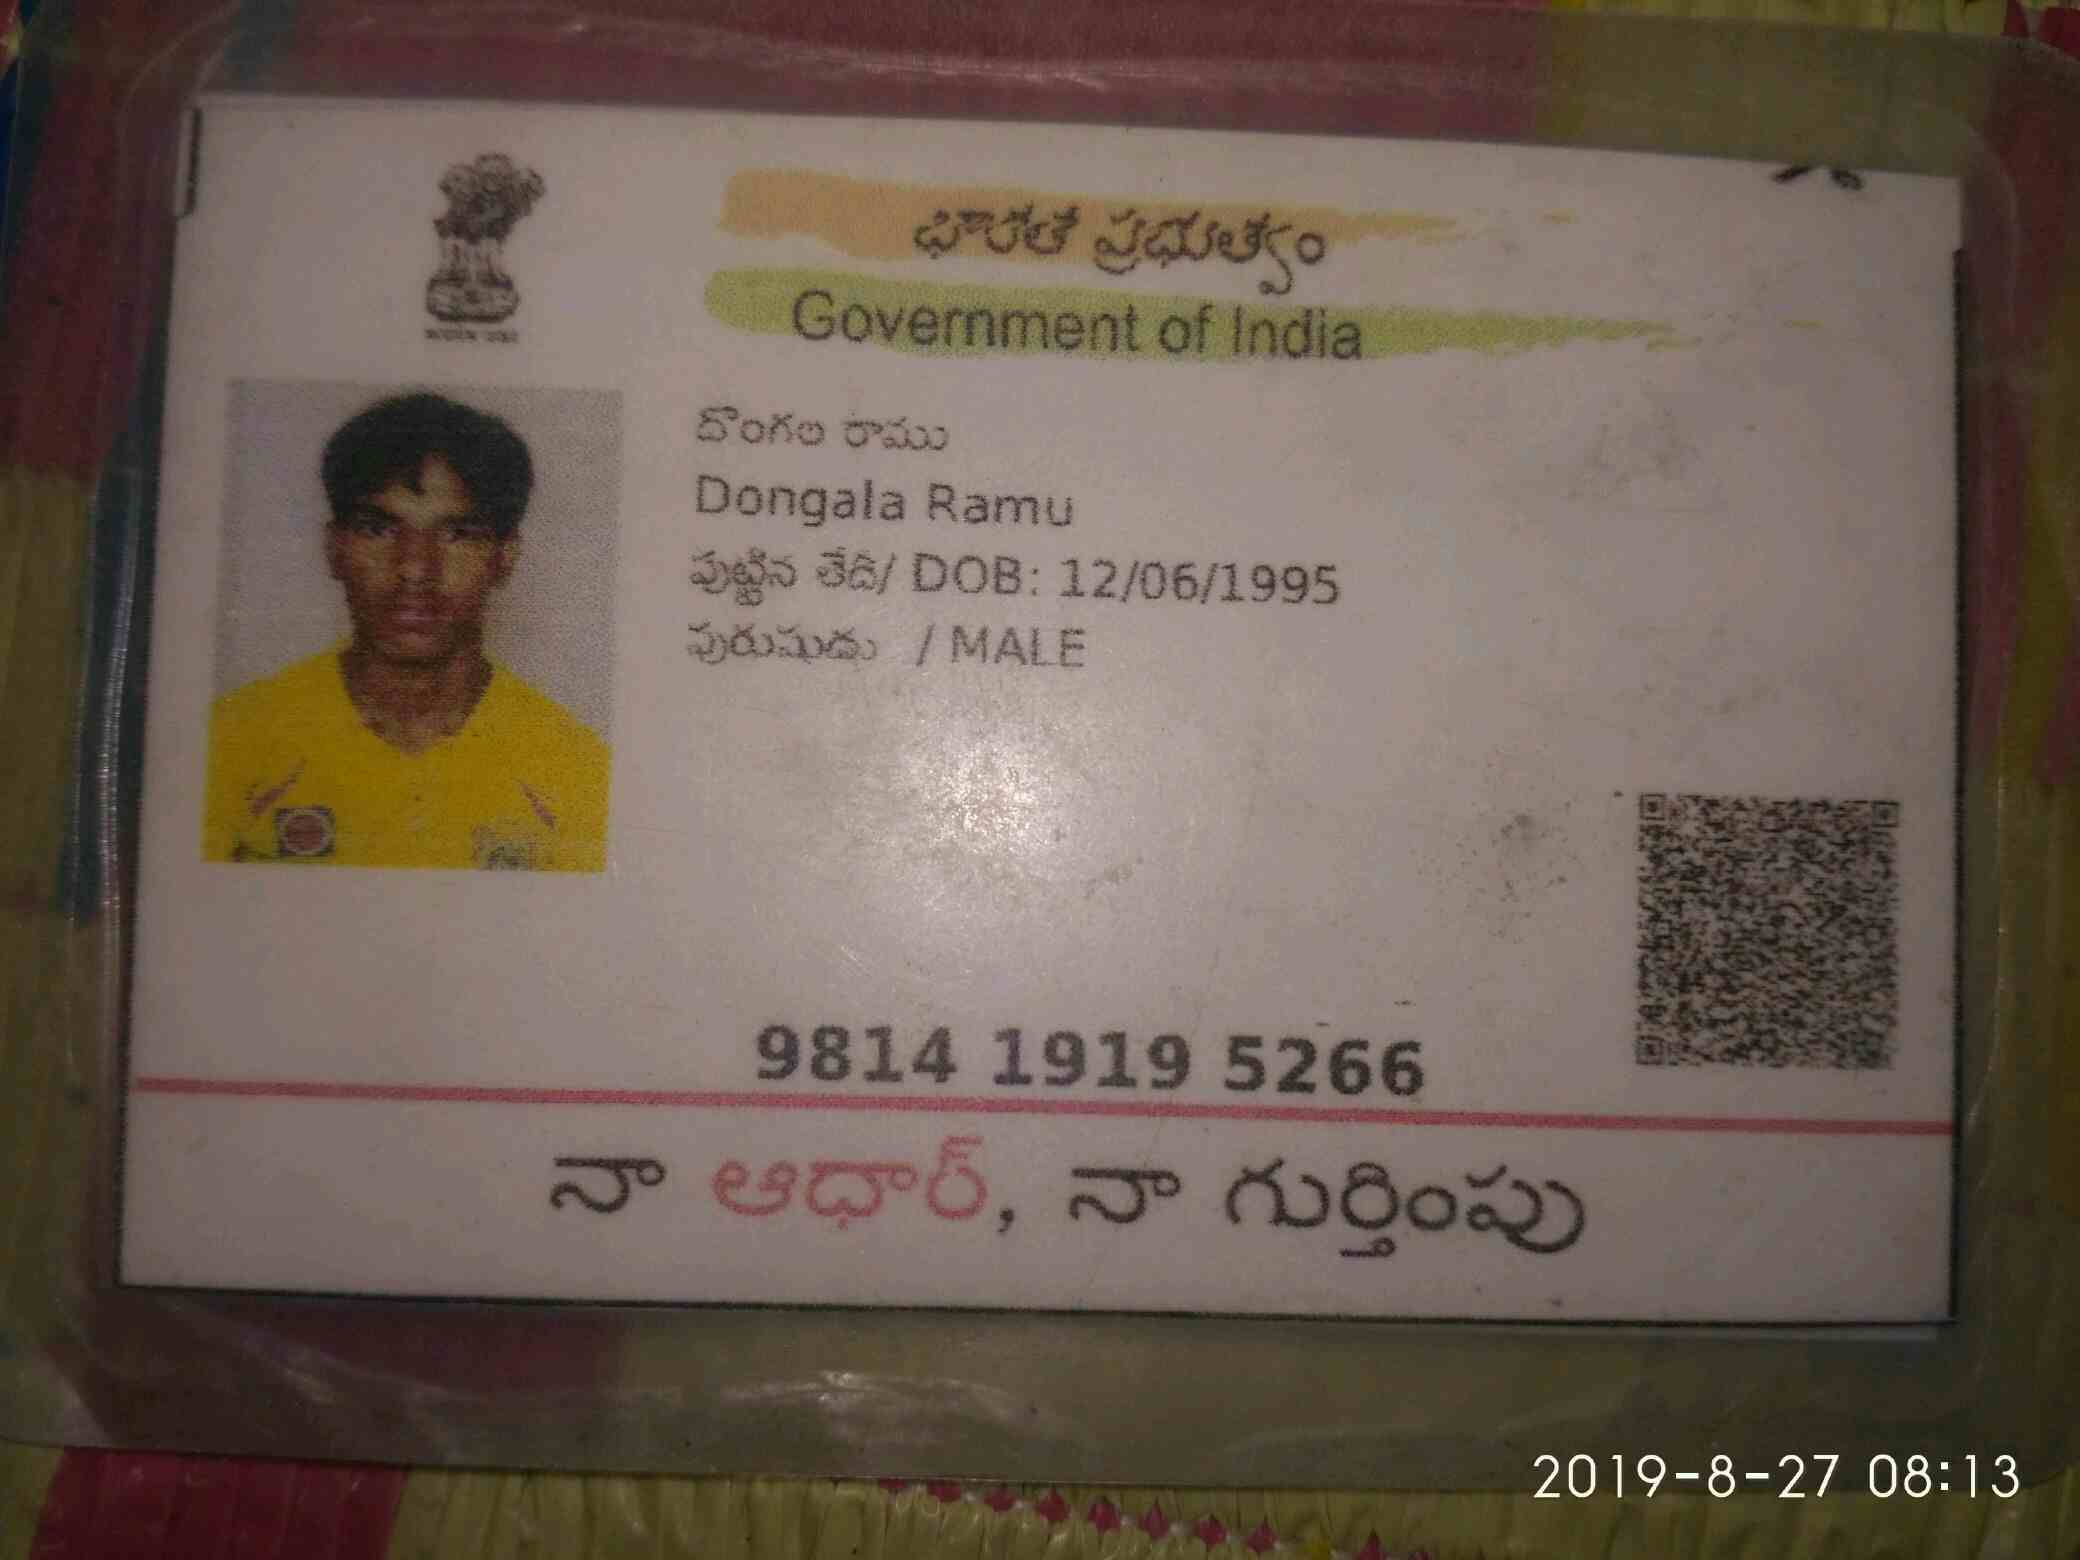 భారత ప్రభుత్వం
Government of India
దొంగల రాము
Dongala Ramu
పుట్టిన తేది/ DOB: 12/06/1995
పురుషుడు / MALE
9814 1919 5266
నా ఆధార్, నా గుర్తింపు
2019-8-27 08:13